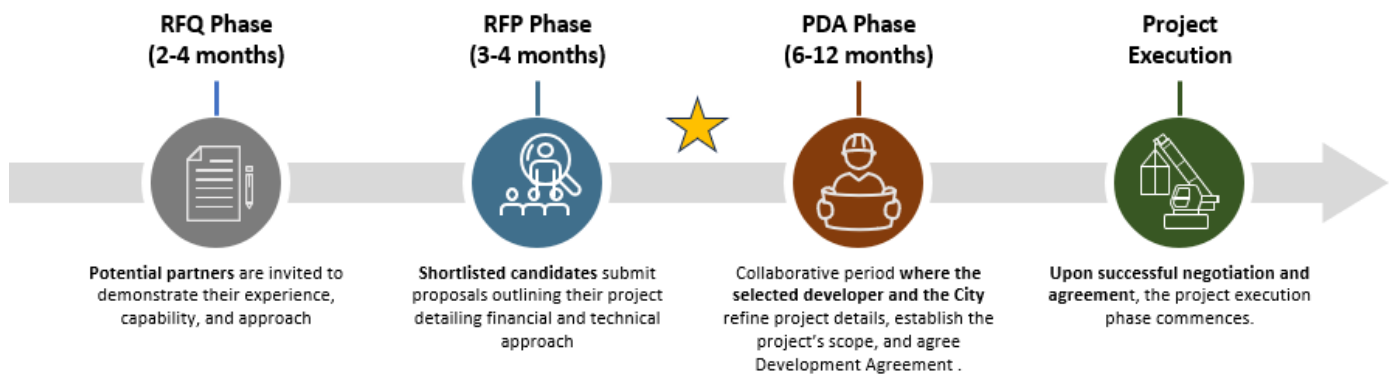 RFQ Phase
(2-4 months)
Potential partners are invited to
demonstrate their experience,
capability, and approach
RFP Phase
(3-4 months)
Shortlisted candidates submit
proposals outlining their project
detailing financial and technical
approach
PDA Phase
(6-12 months)
Collaborative period where the
selected developer and the City
refine project details, establish the
project's scope, and agree
Development Agreement .
Project
Execution
Upon successful negotiation and
agreement, the project execution
phase commences.